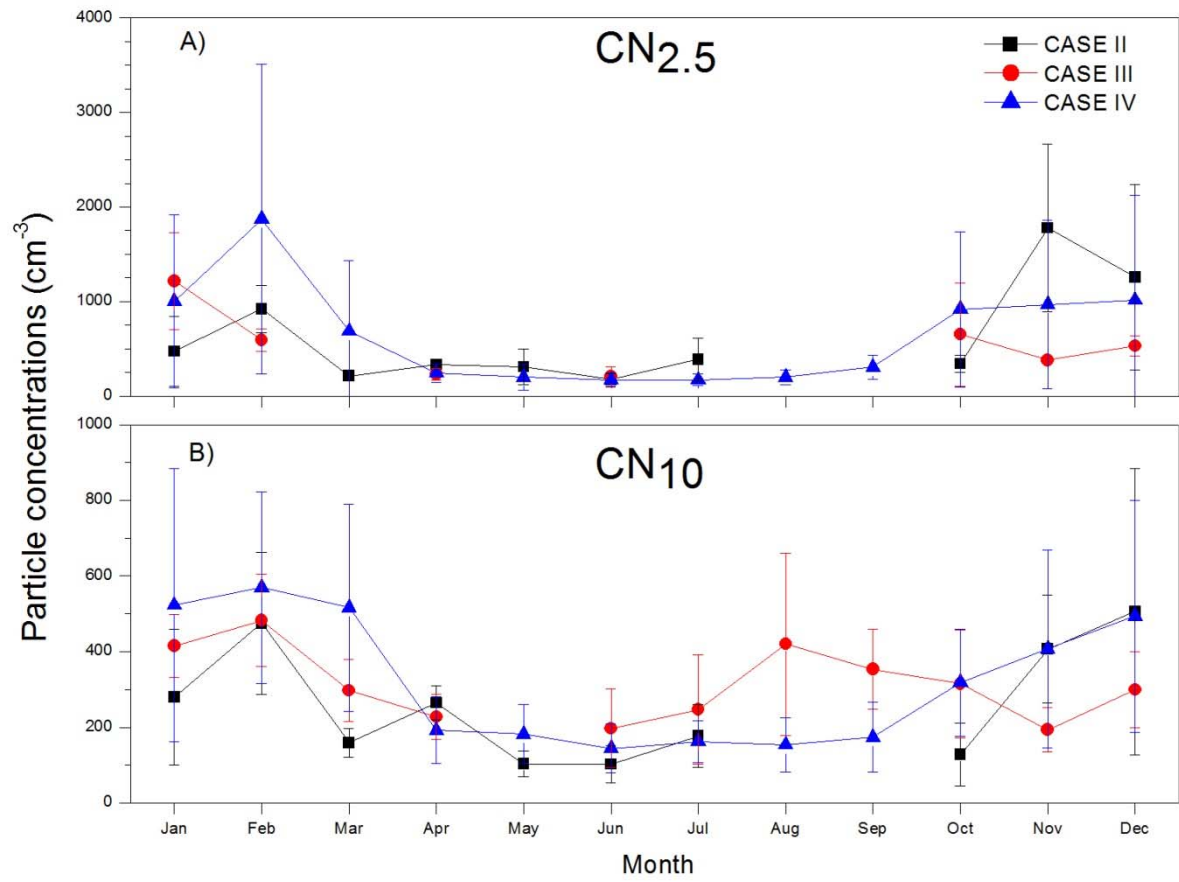 A)
CN2.5
CASE II
CASE III
CASE IV
4000
3000
2000
1000
0
Particle concentrations (cm-3)
B)
CN10
1000
800
600
400
200
0
Jan Feb Mar Apr May Jun Jul Aug Sep Oct Nov Dec
Month